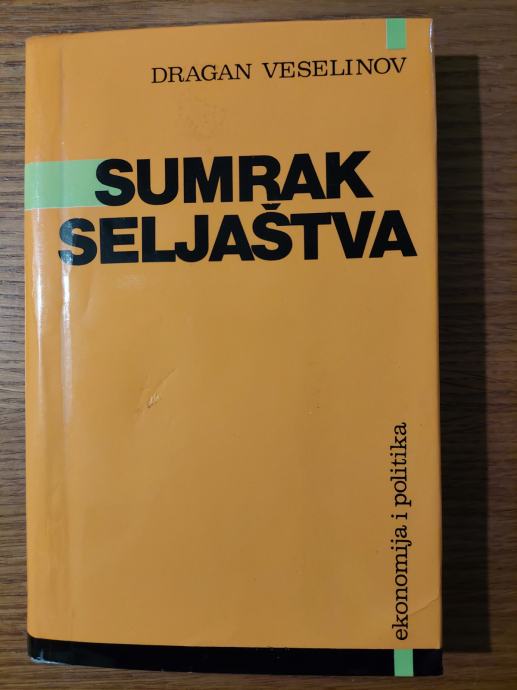 DRAGAN VESELINOV
SUMRAK
SELJAŠTVA
ekonomija i politika